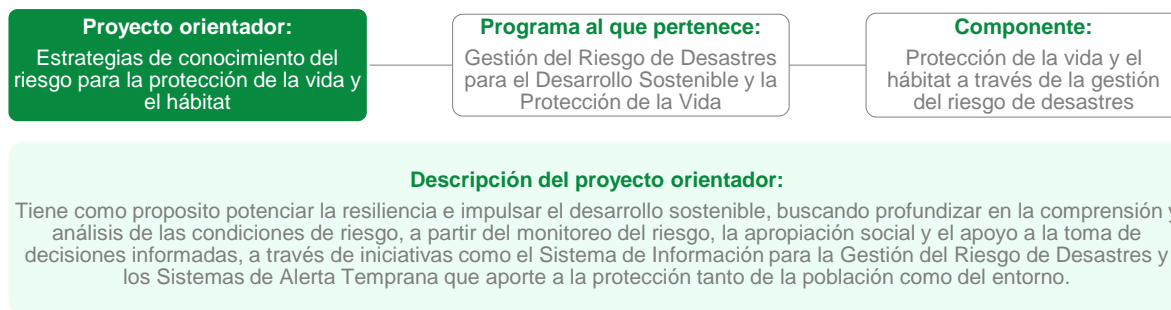 Proyecto orientador:
Estrategias de conocimiento del
riesgo para la protección de la vida y
el hábitat
Programa al que pertenece:
Gestión del Riesgo de Desastres
para el Desarrollo Sostenible y la
Protección de la Vida
Componente:
Protección de la vida y el
hábitat a través de la gestión
del riesgo de desastres
Descripción del proyecto orientador:
Tiene como proposito potenciar la resiliencia e impulsar el desarrollo sostenible, buscando profundizar en la comprensión y
análisis de las condiciones de riesgo, a partir del monitoreo del riesgo, la apropiación social y el apoyo a la toma de
decisiones informadas, a través de iniciativas como el Sistema de Información para la Gestión del Riesgo de Desastres y
los Sistemas de Alerta Temprana que aporte a la protección tanto de la población como del entorno.